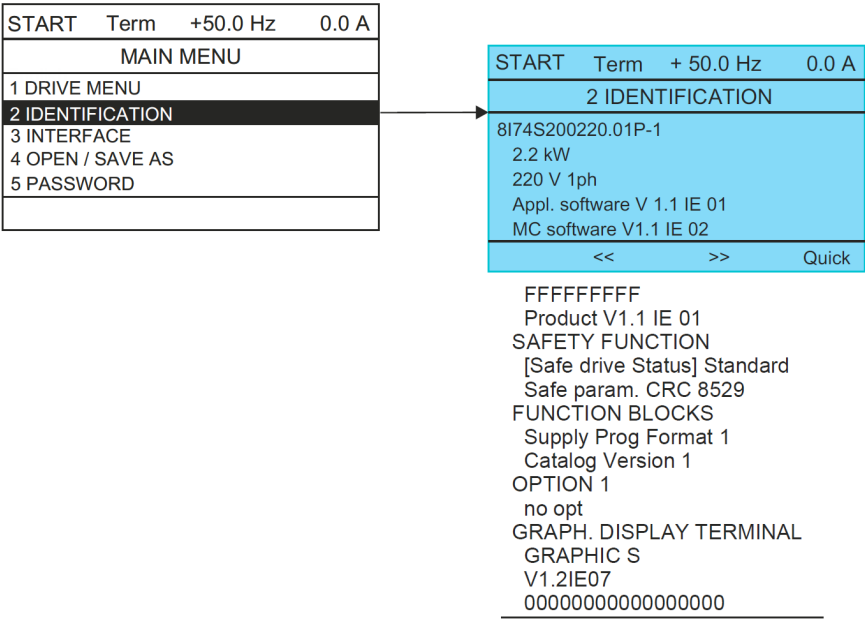 START Term +50.0 Hz 0.0 A
MAIN MENU
1 DRIVE MENU
2 IDENTIFICATION
3 INTERFACE
4 OPEN / SAVE AS
5 PASSWORD
START Term + 50.0 Hz 0.0 A
2 IDENTIFICATION
8I74S200220.01P-1
2.2 kW
220 V 1ph
Appl. software V 1.1 IE 01
MC software V1.1 IE 02
<< >> Quick
FFFFFFFFF
Product V1.1 IE 01
SAFETY FUNCTION
[Safe drive Status] Standard
Safe param. CRC 8529
FUNCTION BLOCKS
Supply Prog Format 1
Catalog Version 1
OPTION 1
no opt
GRAPH. DISPLAY TERMINAL
GRAPHIC S
V1.2IE07
00000000000000000